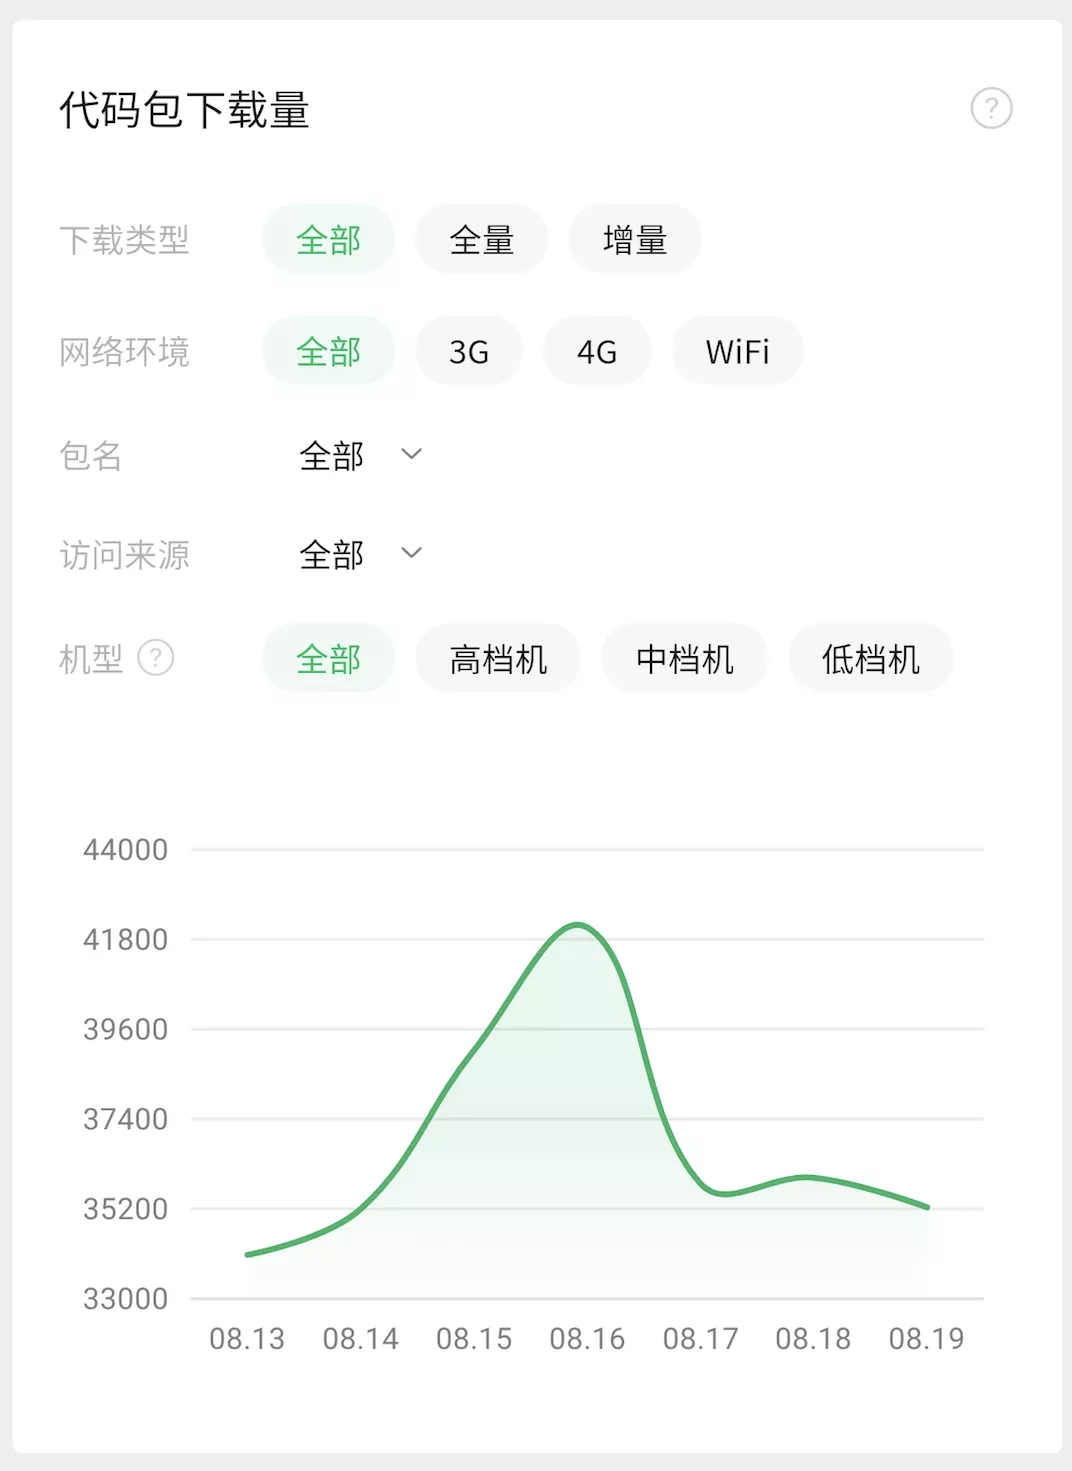 代码包下载量 ?
下载类型 全部 全量 增量
网络环境 全部 3G 4G WiFi
包名 全部
访问来源 全部
机型 ? 全部 高档机 中档机 低档机
44000
41800
39600
37400
35200
33000
08.13 08.14 08.15 08.16 08.17 08.18 08.19